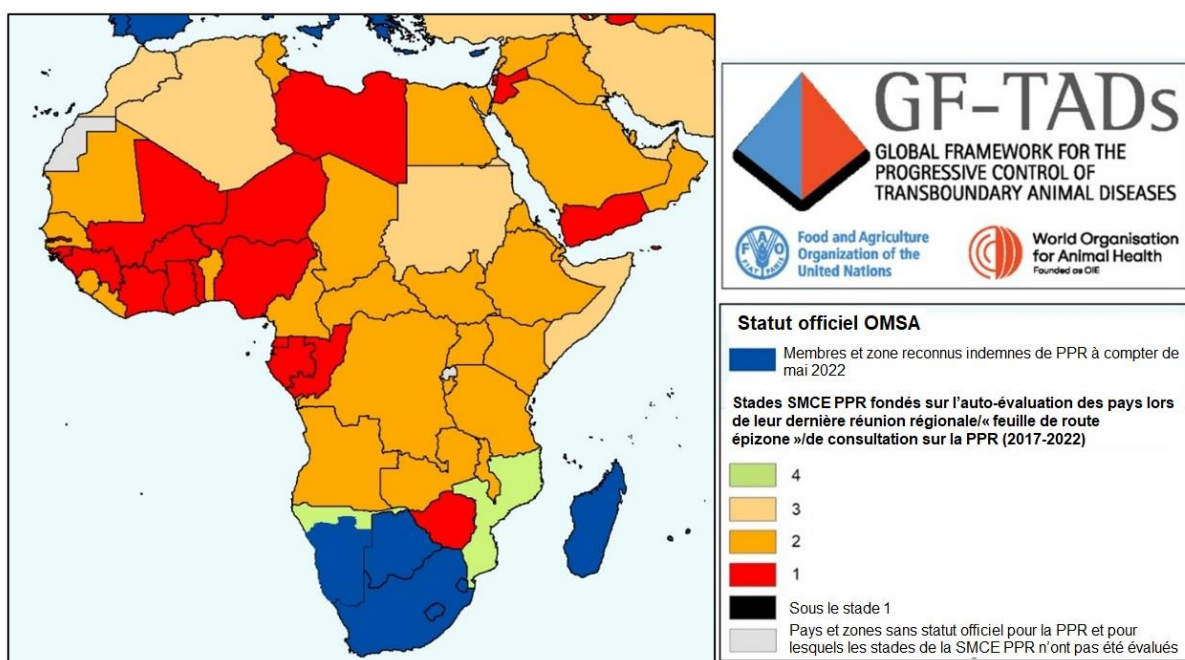 GF-TADs
GLOBAL FRAMEWORK FOR THE
PROGRESSIVE CONTROL OF
TRANSBOUNDARY ANIMAL DISEASES
FAO
FIAT PANIS
Food and Agriculture
Organization of the
United Nations
World Organisation
for Animal Health
Founded as OIE
Statut officiel OMSA
Membres et zone reconnus indemnes de PPR à compter de
mai 2022
Stades SMCE PPR fondés sur l'auto-évaluation des pays lors
de leur dernière réunion régionale/« feuille de route
épizone »/de consultation sur la PPR (2017-2022)
4
3
2
1
Sous le stade 1
Pays et zones sans statut officiel pour la PPR et pour
lesquels les stades de la SMCE PPR n'ont pas été évalués